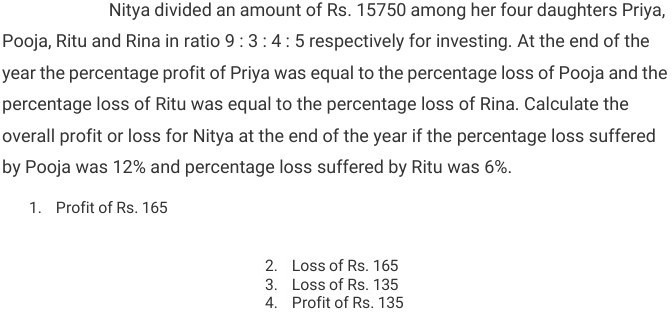 Nitya divided an amount of Rs. 15750 among her four daughters Priya,
Pooja, Ritu and Rina in ratio 9 : 3 : 4 : 5 respectively for investing. At the end of the
year the percentage profit of Priya was equal to the percentage loss of Pooja and the
percentage loss of Ritu was equal to the percentage loss of Rina. Calculate the
overall profit or loss for Nitya at the end of the year if the percentage loss suffered
by Pooja was 12% and percentage loss suffered by Ritu was 6%.
1. Profit of Rs. 165
2. Loss of Rs. 165
3. Loss of Rs. 135
4. Profit of Rs. 135